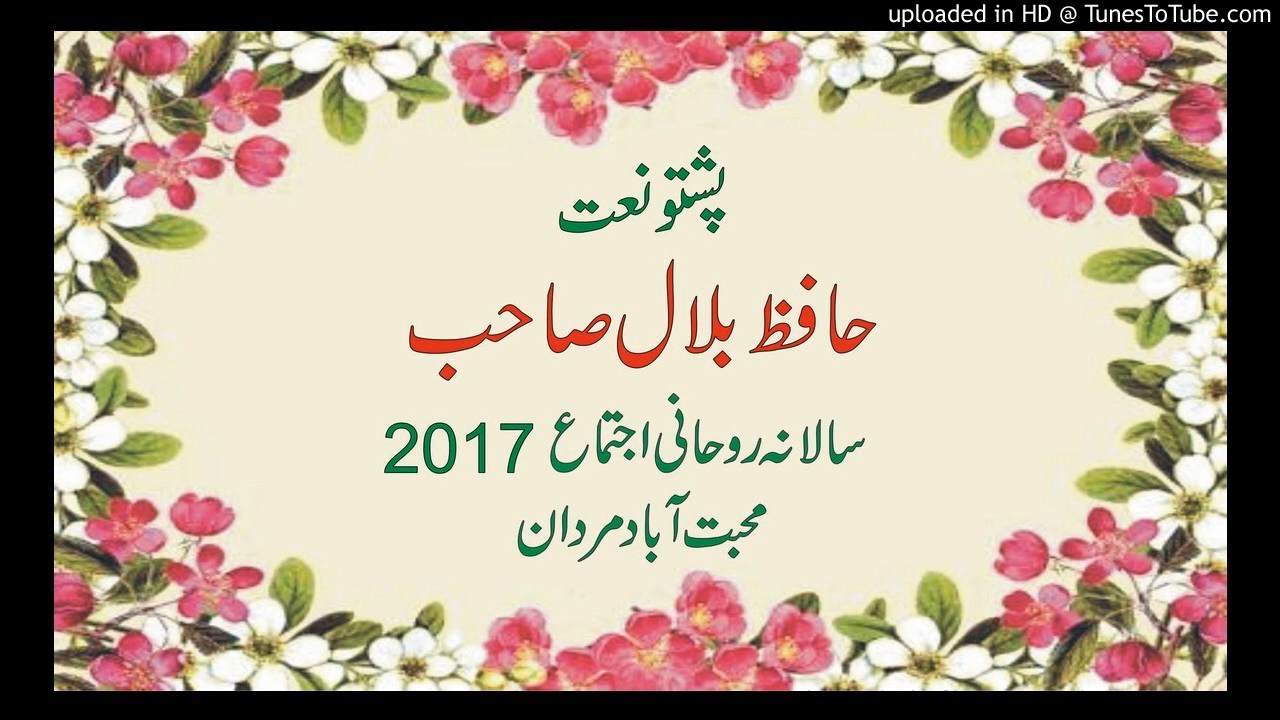 uploaded in HD @ TunesToTube.com
پشتو نعت
حافظ بلال صاحب
سالانہ روحانی اجتماع 2017
محبت آباد مردان